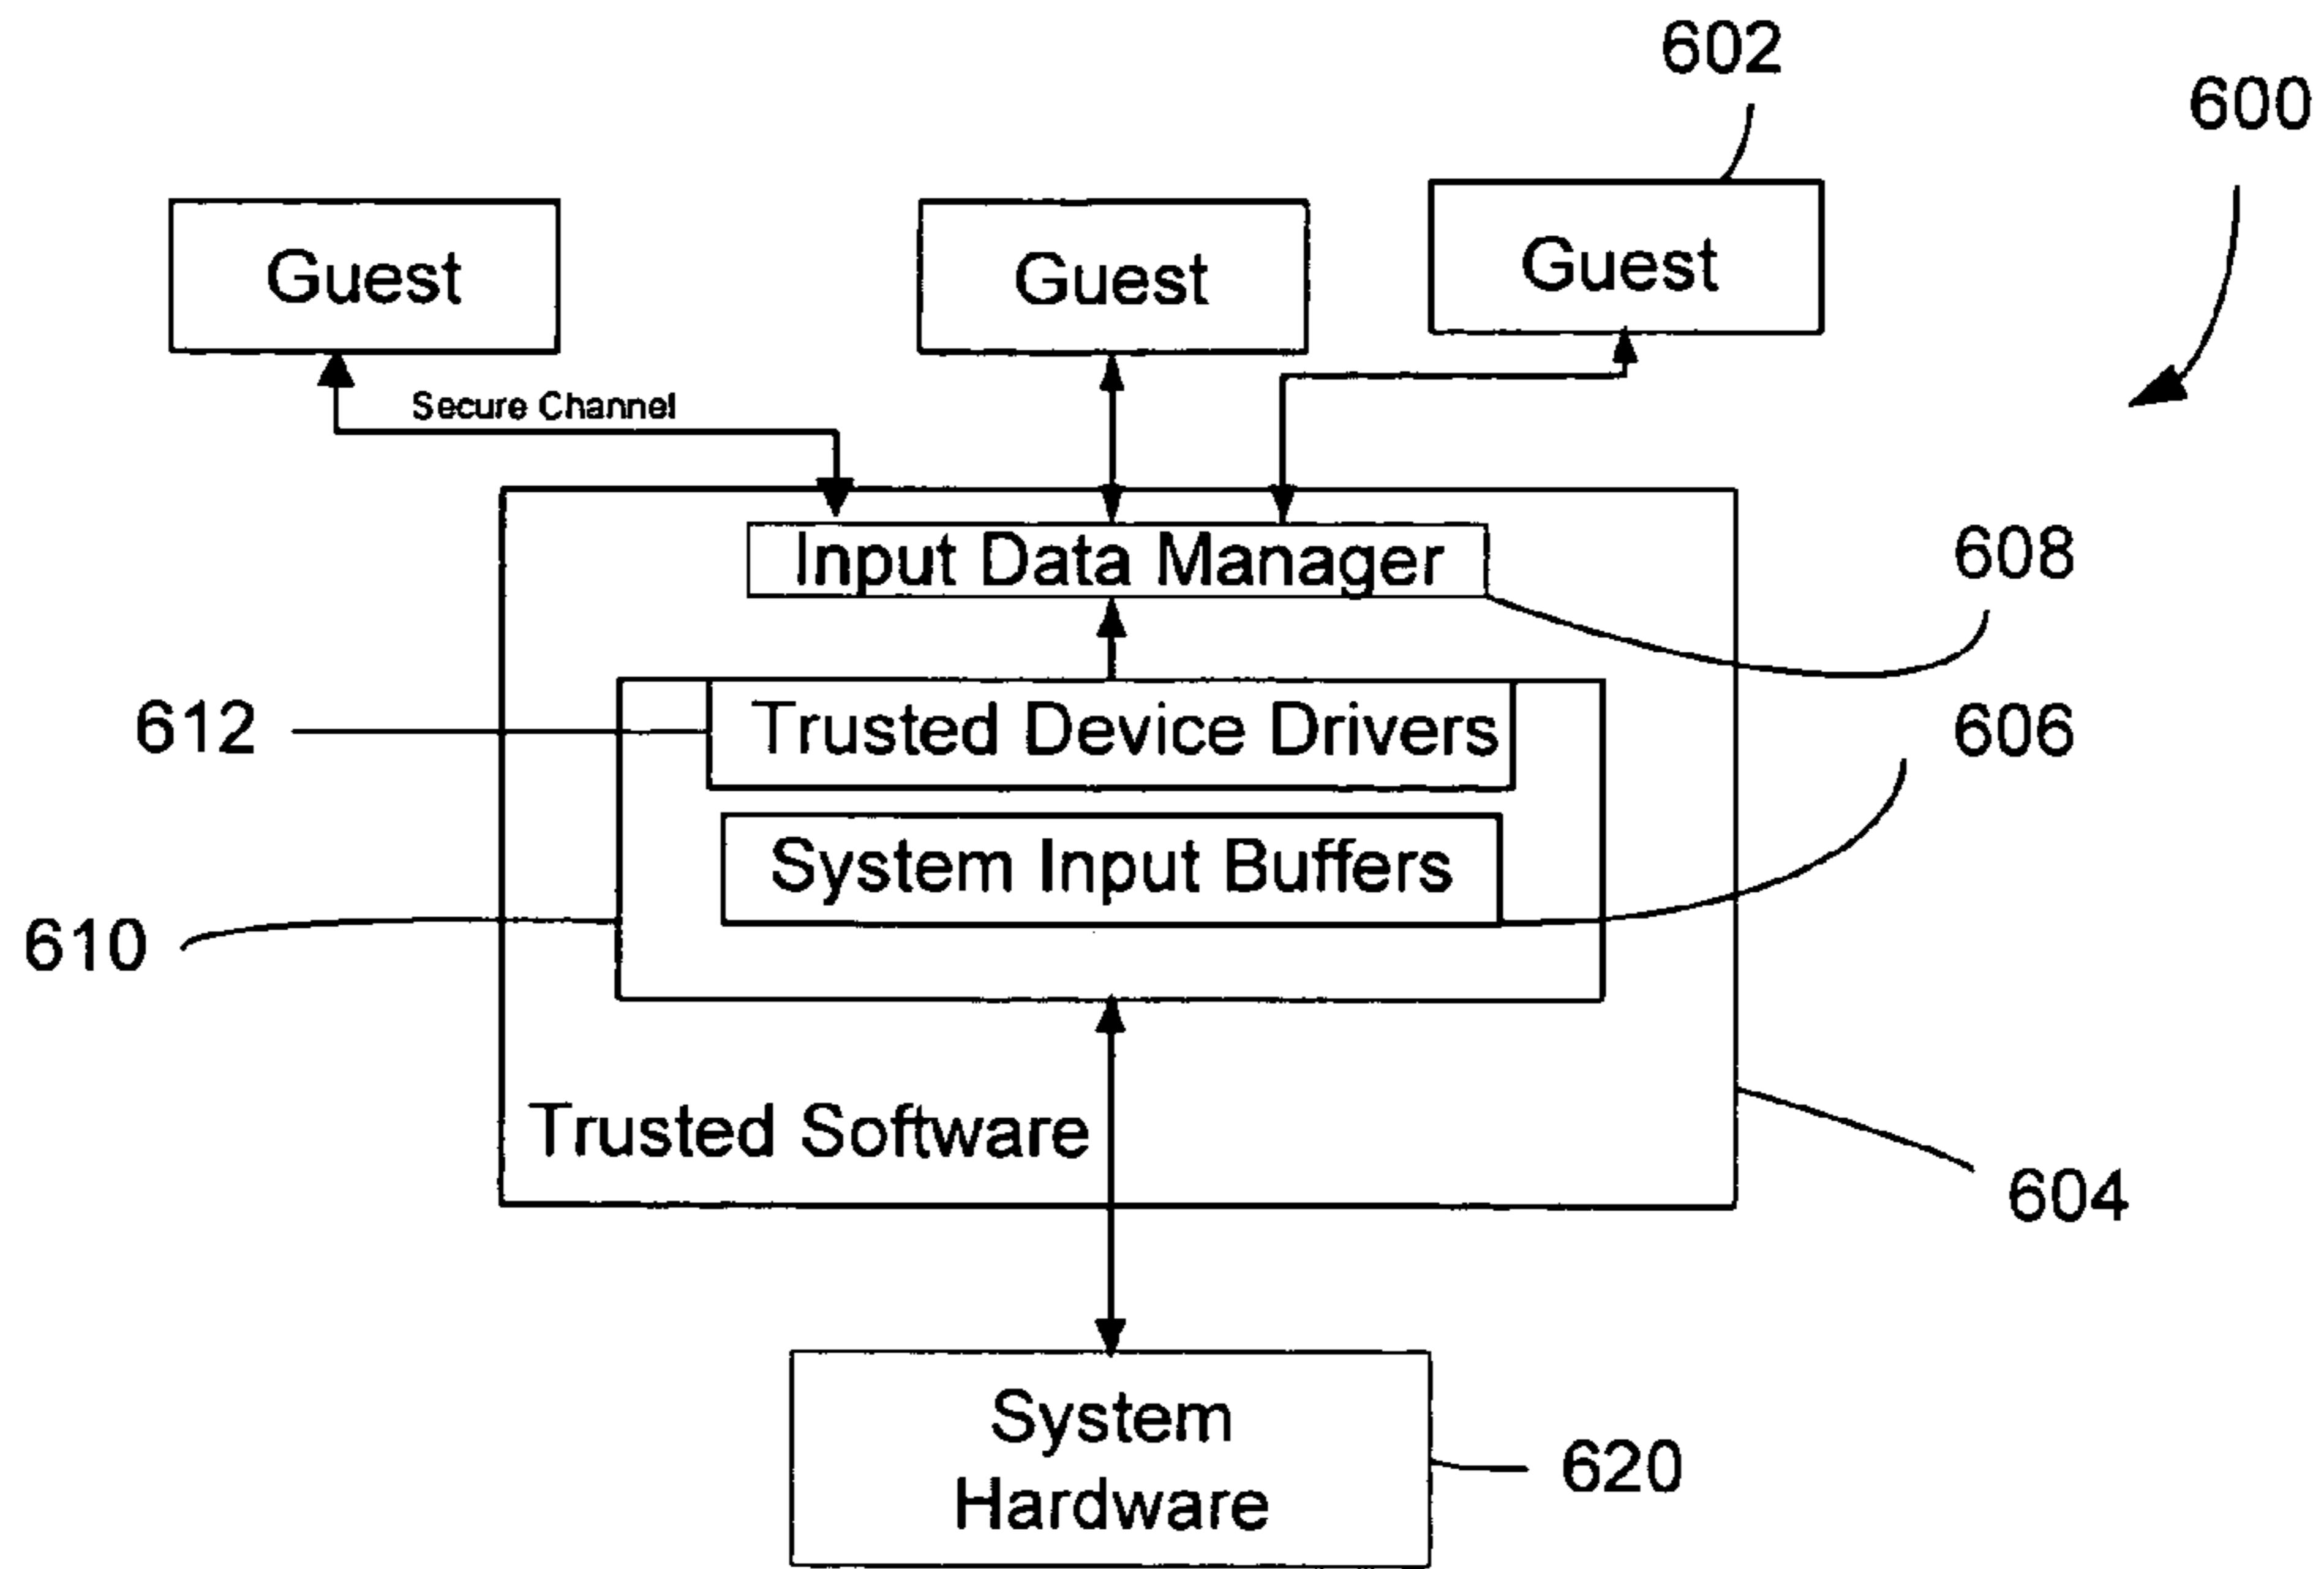 602
600
Guest
Guest
Guest
Secure Channel
Input Data Manager
608
612
Trusted Device Drivers
606
System Input Buffers
610
Trusted Software
604
System
Hardware
620